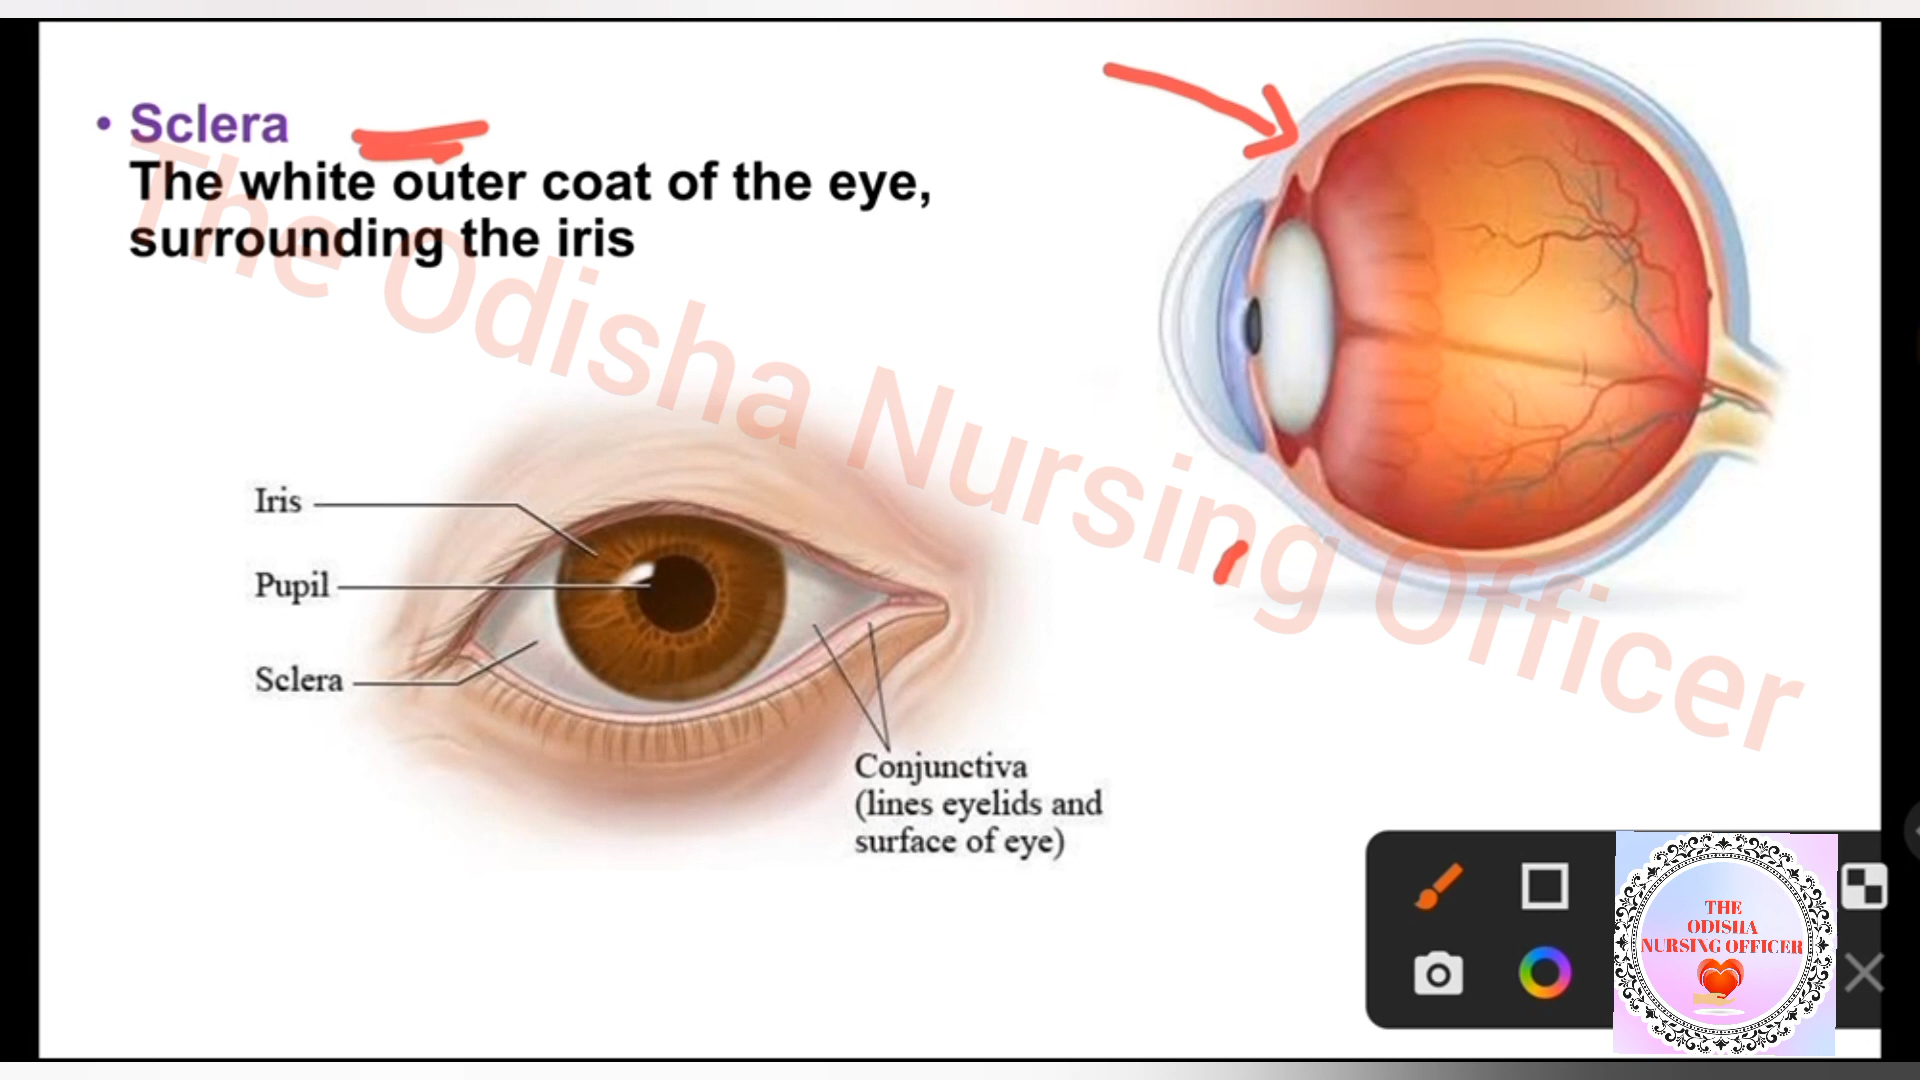 • Sclera
The white outer coat of the eye,
surrounding the iris
The Odisha Nursing Officer
Iris
Pupil
Sclera
Conjunctiva
(lines eyelids and
surface of eye)
THE
ODISHA
NURSING OFFICER